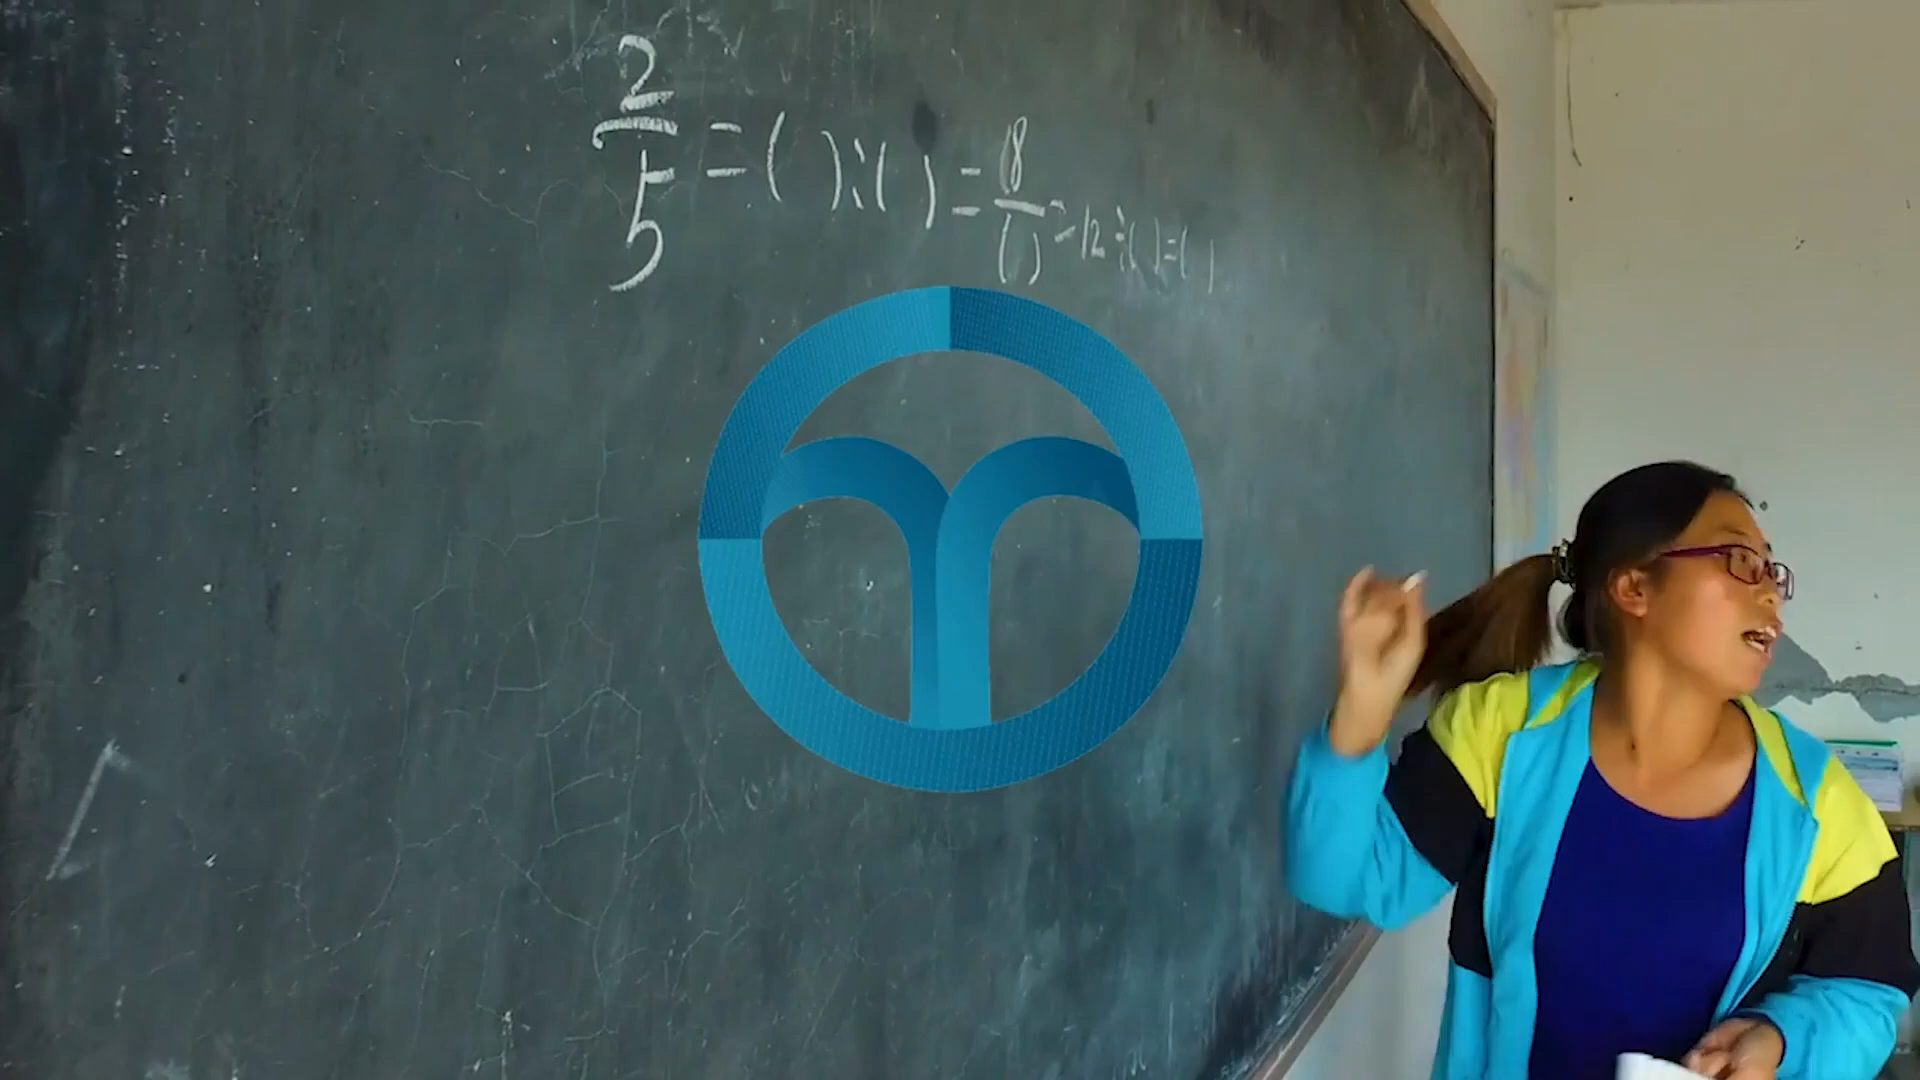 2/5 = ( ) : ( ) = 18/( ) = 12 ÷ ( ) = ( )